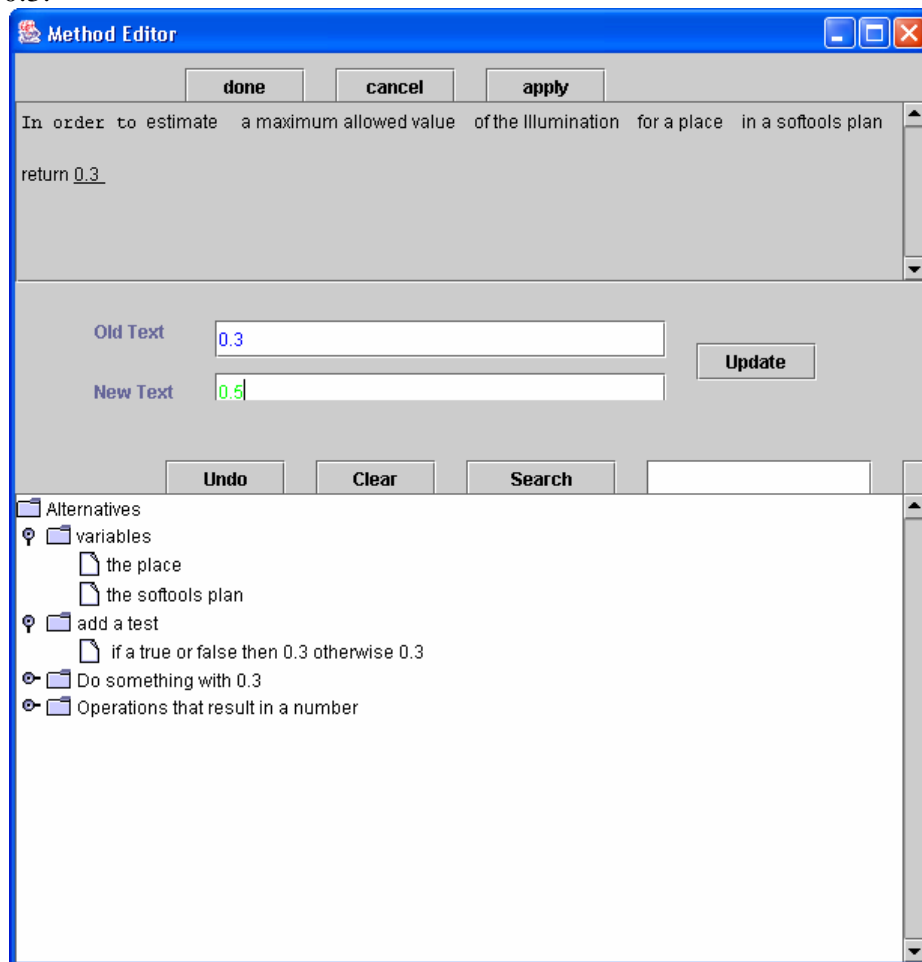 Method Editor
done cancel apply
In order to estimate a maximum allowed value of the Illumination for a place in a softools plan
return 0.3
Old Text 0.3
Update
New Text 0.5
Undo Clear Search
Alternatives
variables
the place
the softools plan
add a test
if a true or false then 0.3 otherwise 0.3
Do something with 0.3
Operations that result in a number